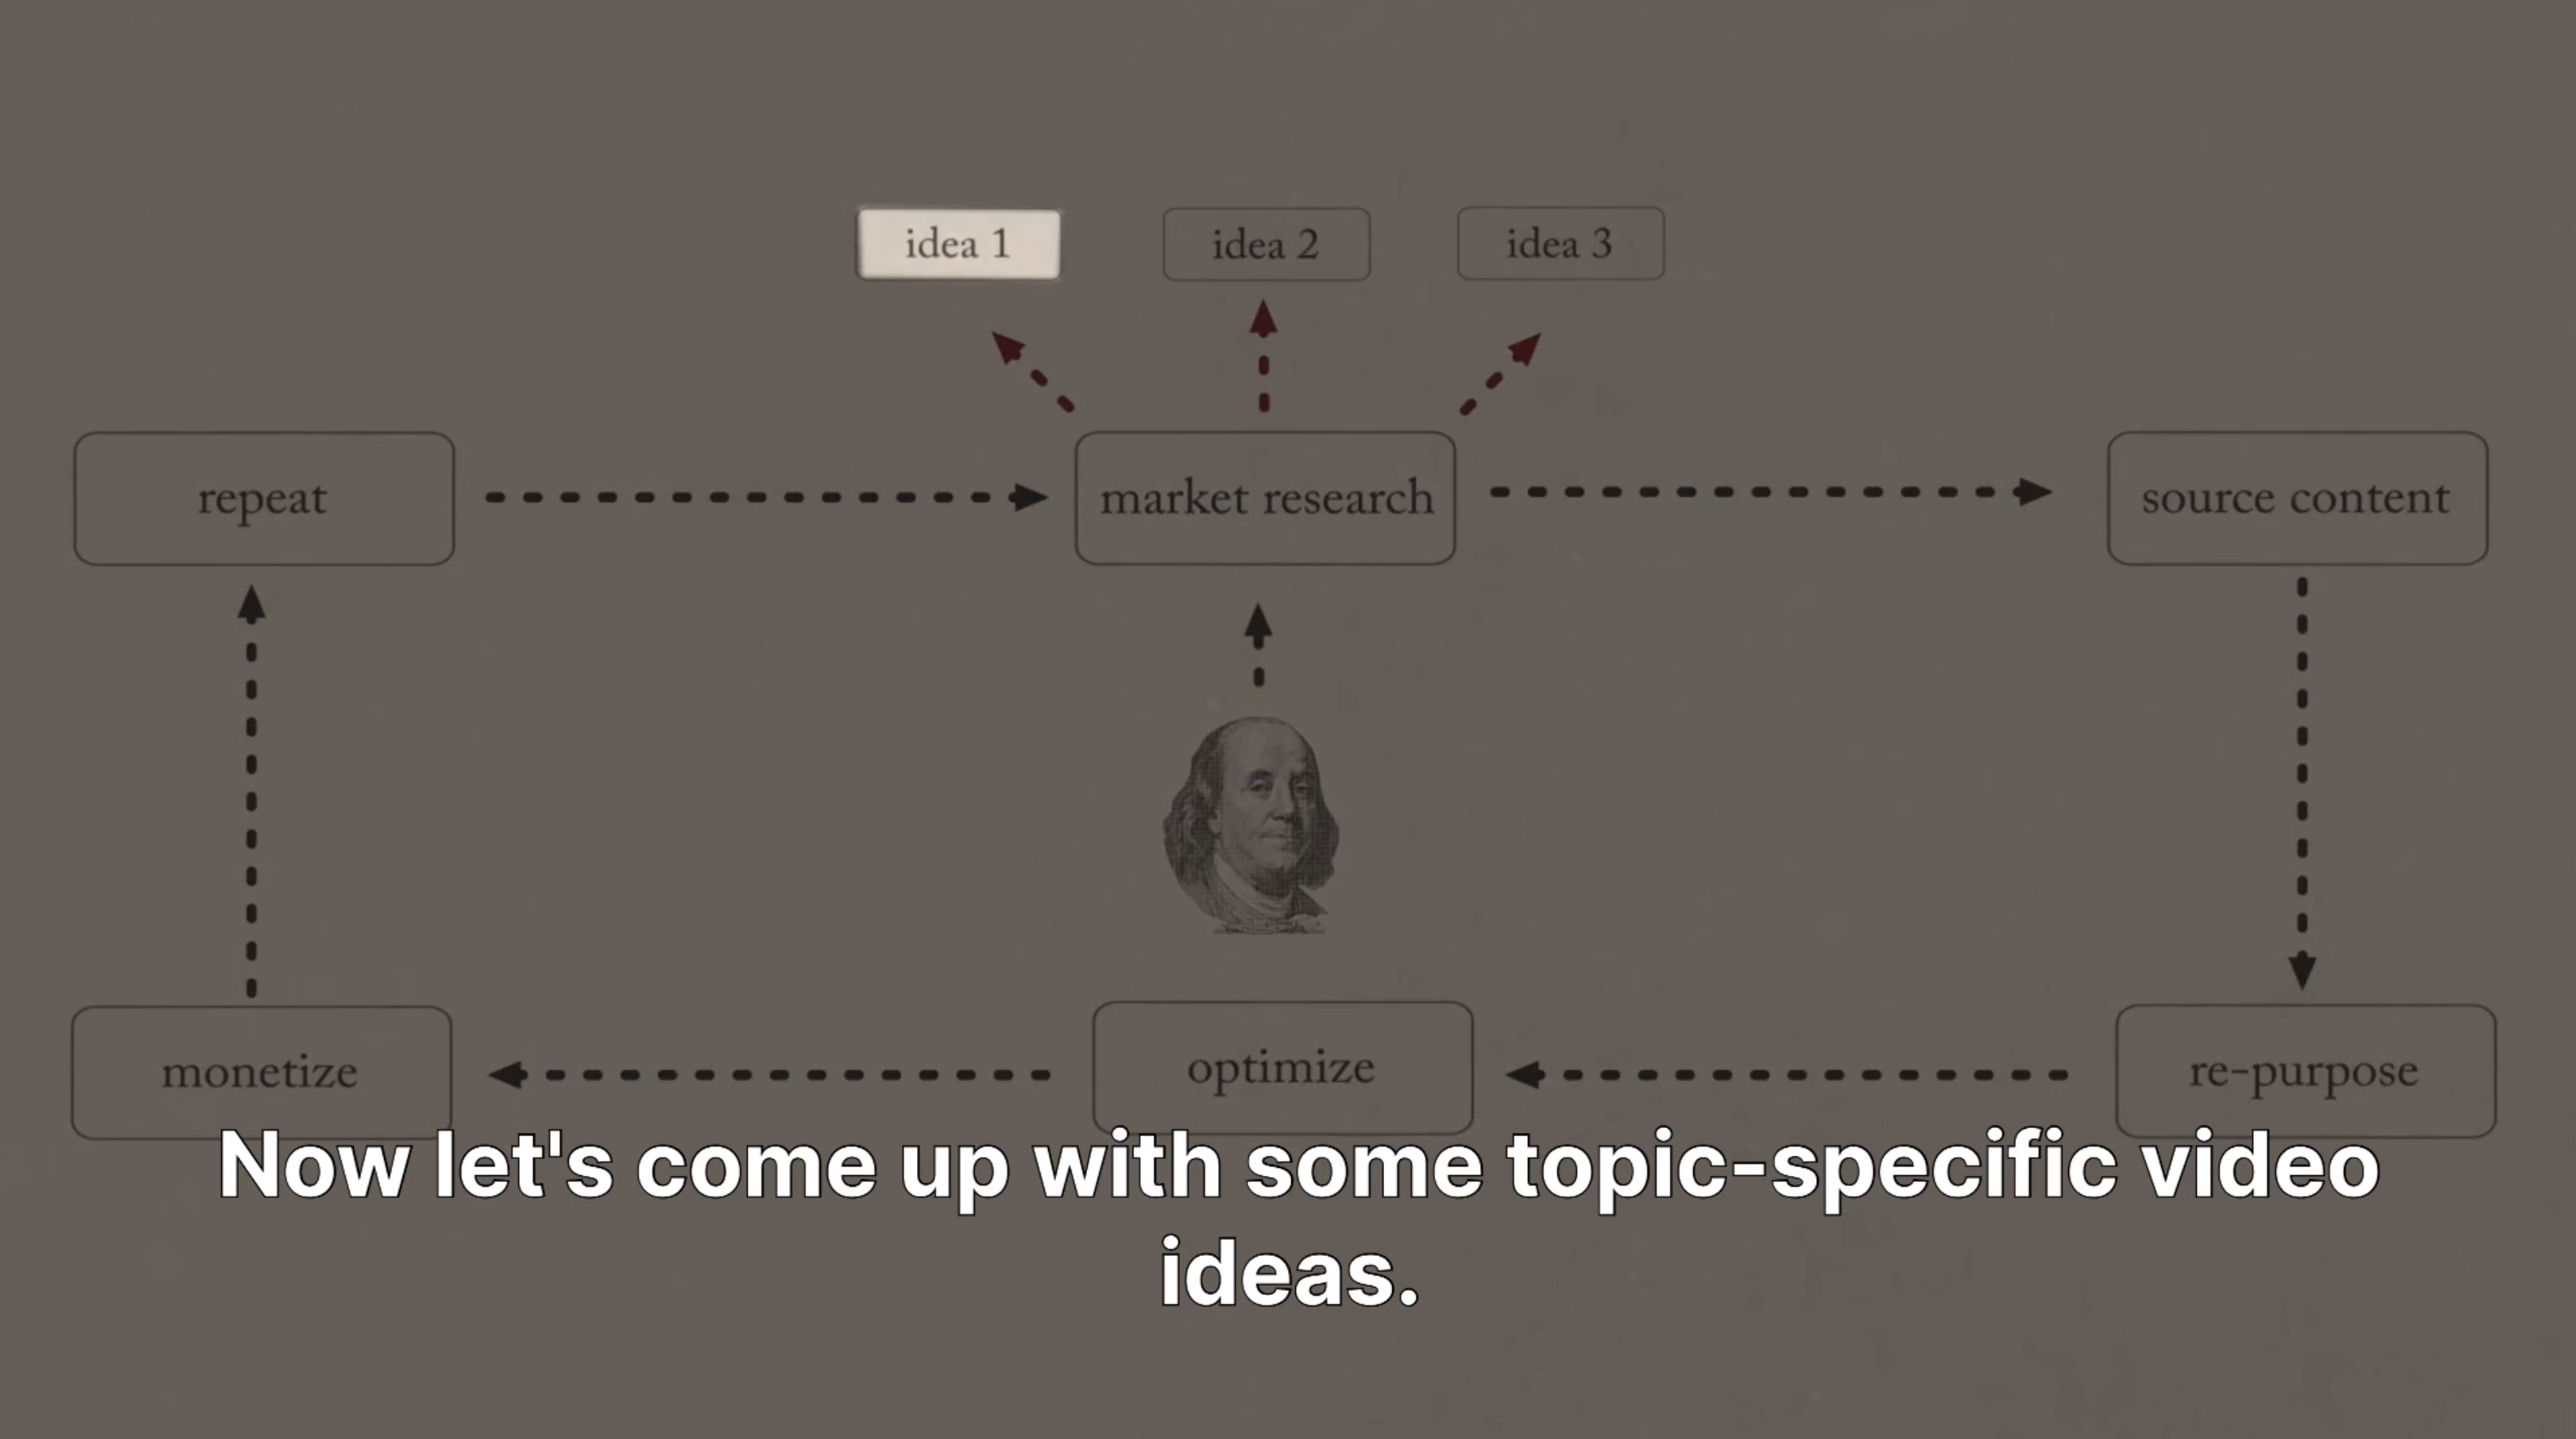 idea 1
idea 2
idea 3
repeat
market research
source content
monetize
optimize
re-purpose
Now let's come up with some topic-specific video
ideas.